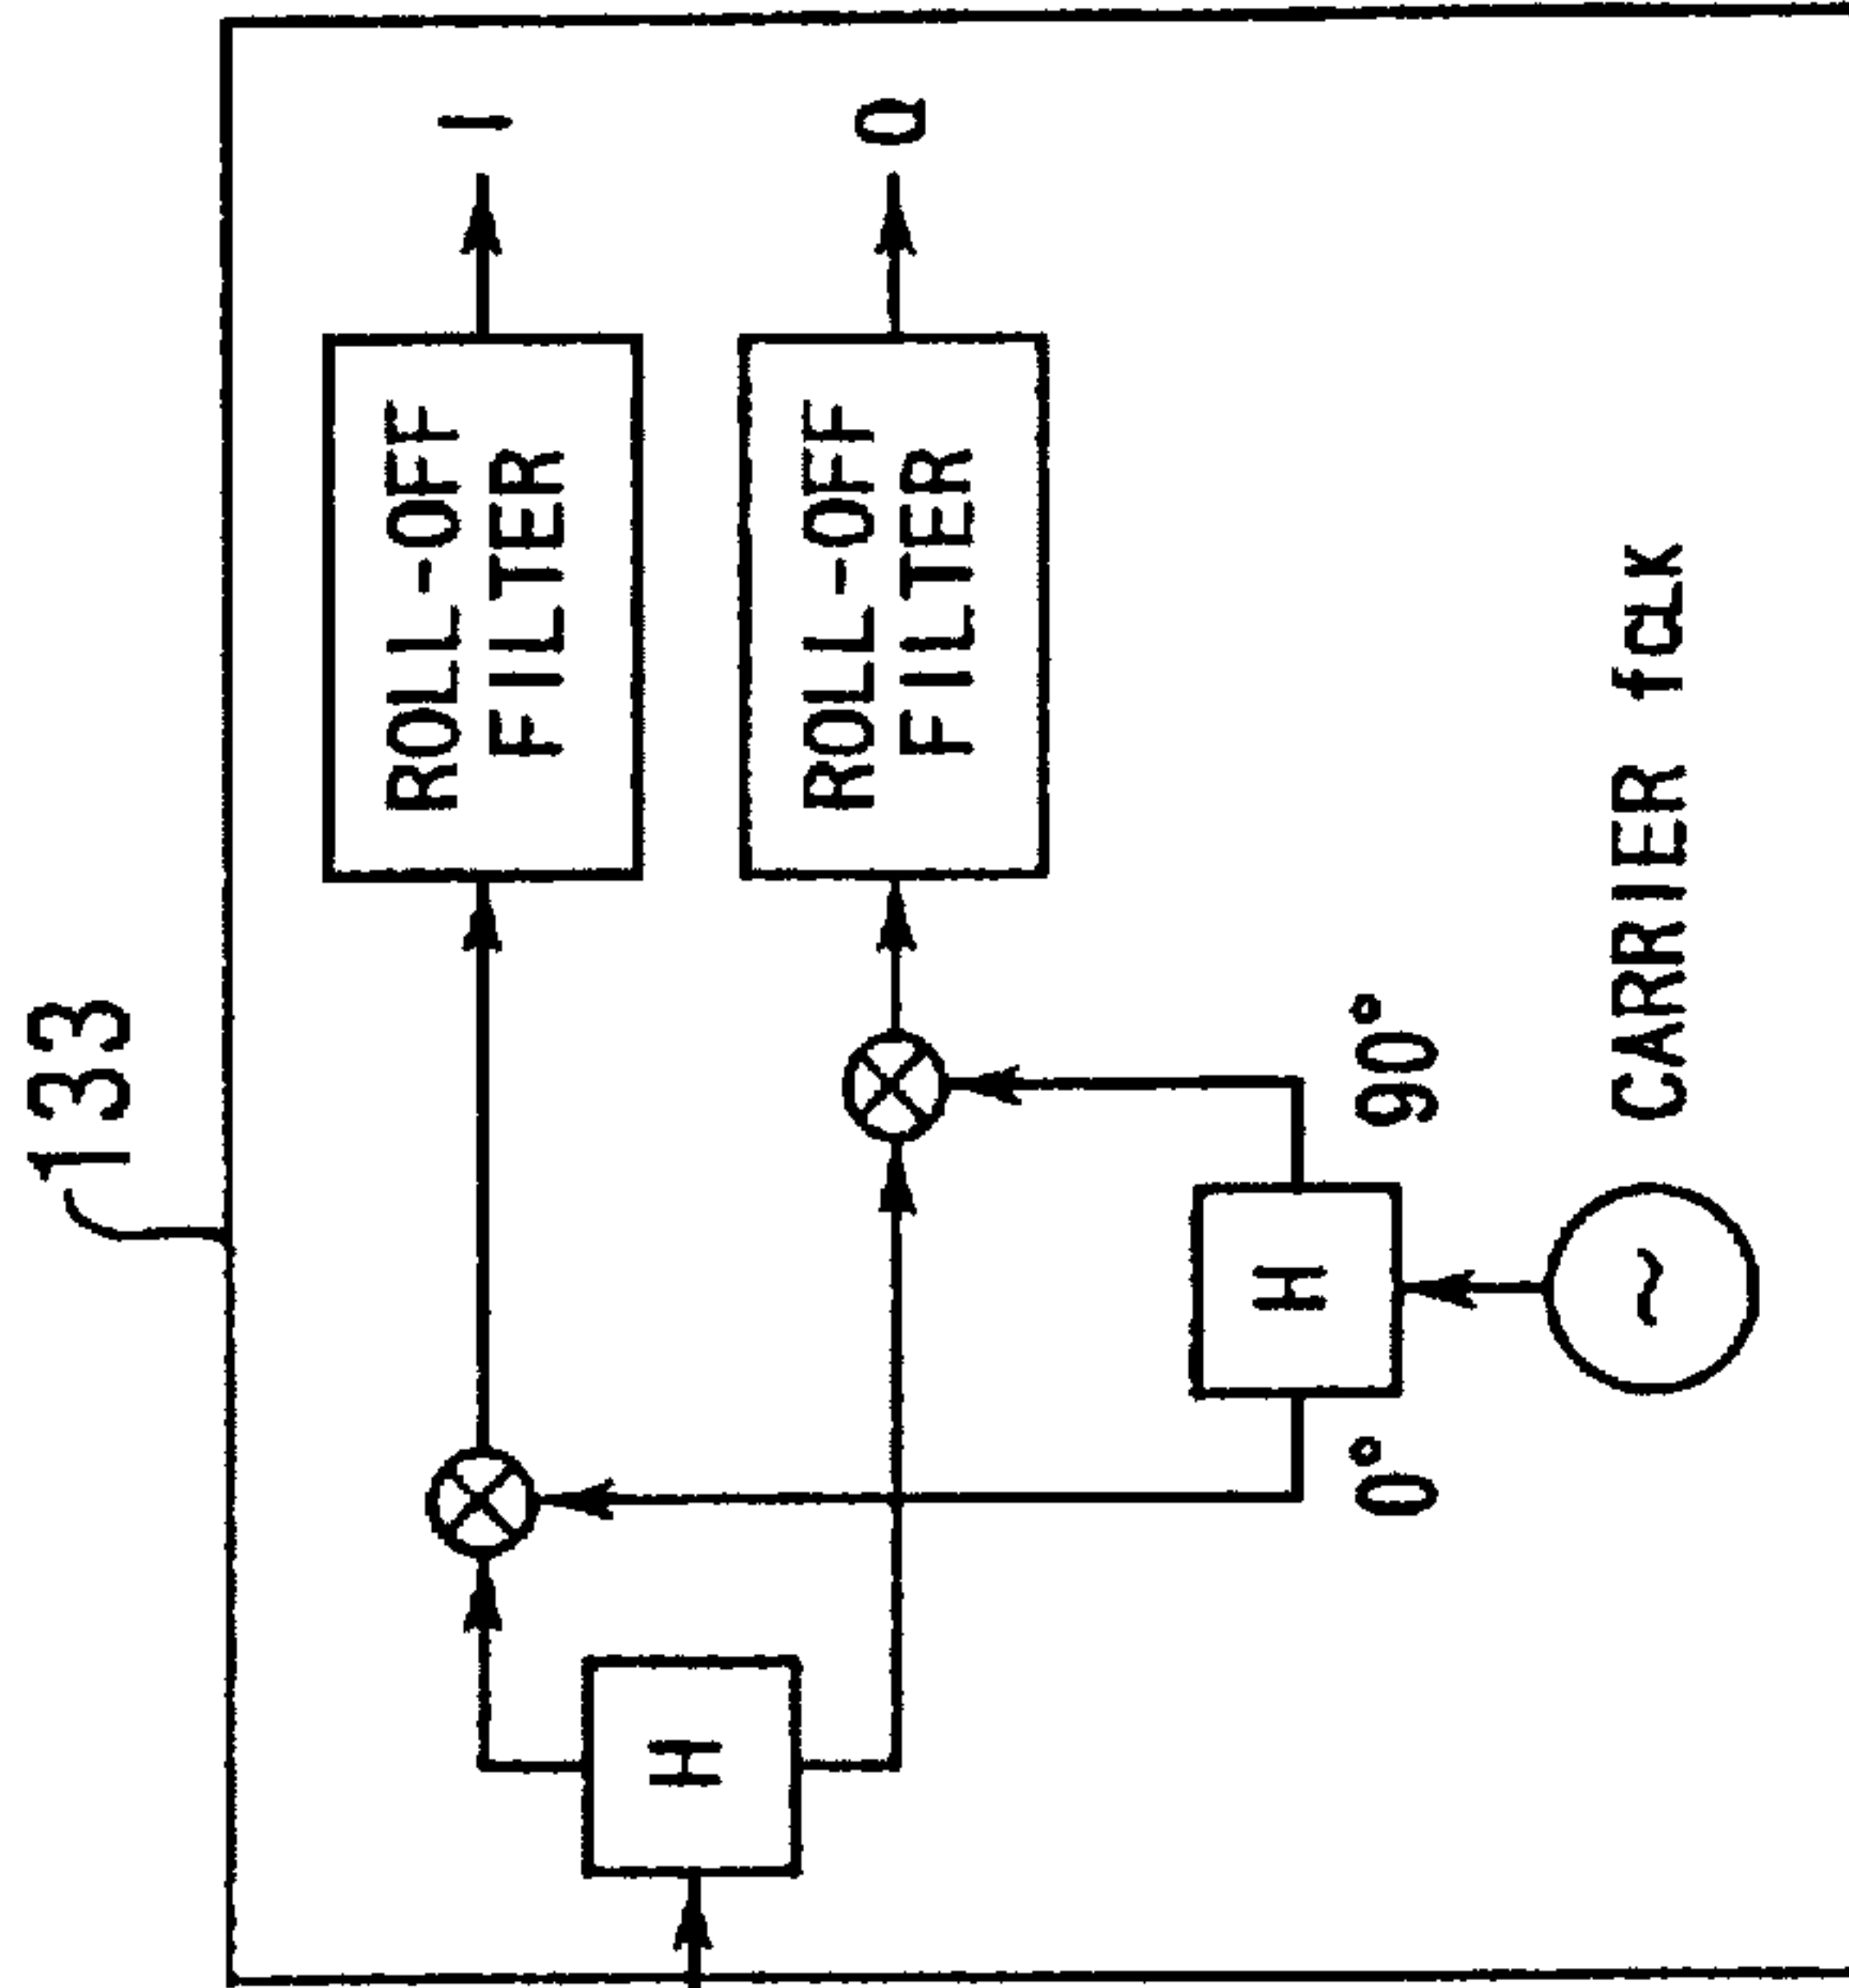 133
ROLL-OFF
FILTER
I
ROLL-OFF
FILTER
Q
H
H
0°
90°
~
CARRIER fCLK